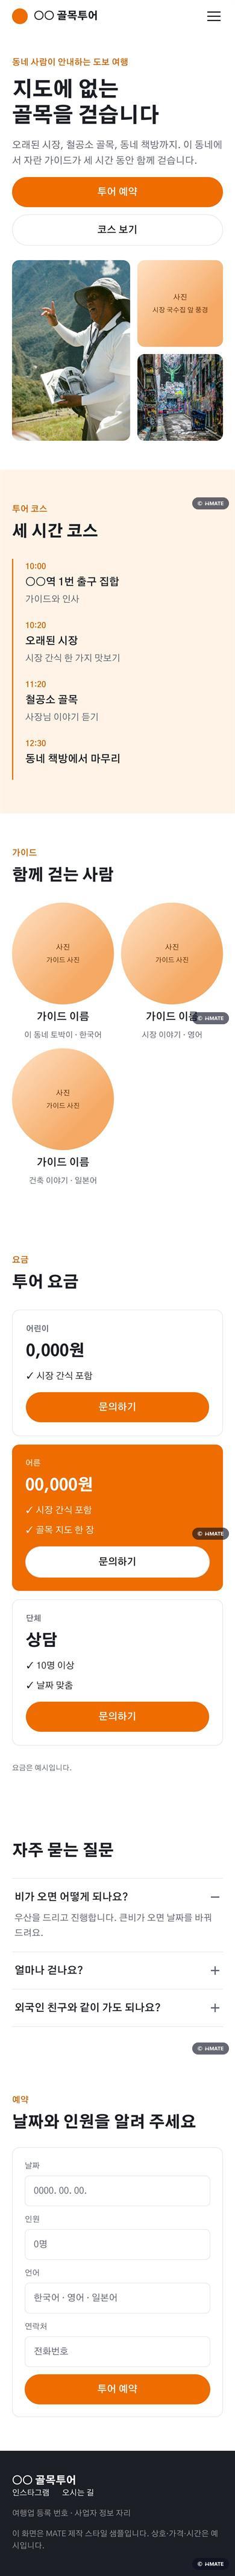 ○○ 골목투어
동네 사람이 안내하는 도보 여행
지도에 없는
골목을 걷습니다
오래된 시장, 철공소 골목, 동네 책방까지. 이 동네에
서 자란 가이드가 세 시간 동안 함께 걷습니다.
투어 예약
코스 보기
사진
시장 국수집 앞 풍경
© MATE
투어 코스
세 시간 코스
10:00
○○역 1번 출구 집합
가이드와 인사
10:20
오래된 시장
시장 간식 한 가지 맛보기
11:20
철공소 골목
사장님 이야기 듣기
12:30
동네 책방에서 마무리
가이드
함께 걷는 사람
사진
가이드 사진
사진
가이드 사진
가이드 이름
가이드 이름
© MATE
이 동네 토박이 · 한국어
시장 이야기 · 영어
사진
가이드 사진
가이드 이름
건축 이야기 · 일본어
요금
투어 요금
어린이
0,000원
✓ 시장 간식 포함
문의하기
어른
00,000원
✓ 시장 간식 포함
✓ 골목 지도 한 장
© MATE
문의하기
단체
상담
✓ 10명 이상
✓ 날짜 맞춤
문의하기
요금은 예시입니다.
자주 묻는 질문
비가 오면 어떻게 되나요?
우산을 드리고 진행합니다. 큰비가 오면 날짜를 바꿔
드려요.
얼마나 걷나요?
외국인 친구와 같이 가도 되나요?
© MATE
예약
날짜와 인원을 알려 주세요
날짜
0000. 00. 00.
인원
0명
언어
한국어 · 영어 · 일본어
연락처
전화번호
투어 예약
○○ 골목투어
인스타그램 오시는 길
여행업 등록 번호 · 사업자 정보 자리
이 화면은 MATE 제작 스타일 샘플입니다. 상호·가격·시간은 예
시입니다.
© MATE